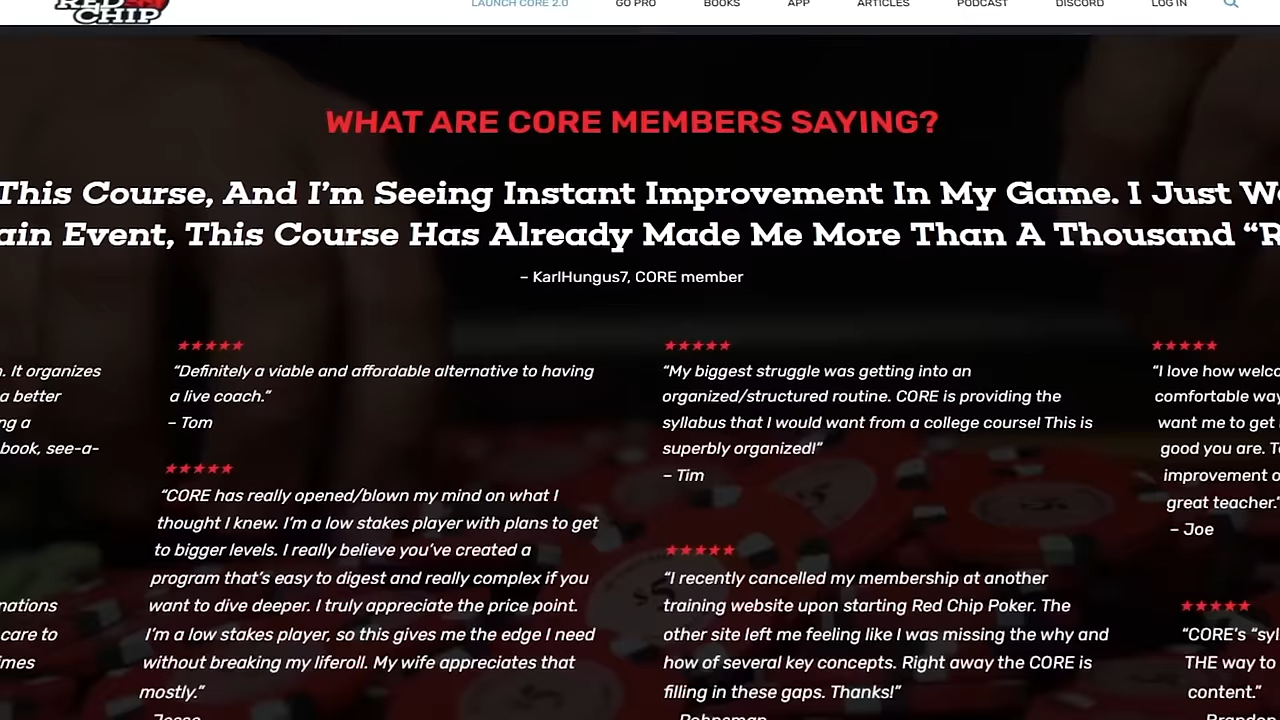 RED CHIP
LAUNCH CORE 2.0 GO PRO BOOKS APP ARTICLES PODCAST DISCORD LOG IN
WHAT ARE CORE MEMBERS SAYING?
This Course, And I'm Seeing Instant Improvement In My Game. I Just
Event, This Course Has Already Made Me More Than A Thousand
– KarlHungus7, CORE member
It organizes
a better
a
book, see-a-
care to
★★★★★
“Definitely a viable and affordable alternative to having
a live coach.”
– Tom
★★★★★
“CORE has really opened/blown my mind on what I
thought I knew. I’m a low stakes player with plans to get
to bigger levels. I really believe you’ve created a
program that’s easy to digest and really complex if you
want to dive deeper. I truly appreciate the price point.
I’m a low stakes player, so this gives me the edge I need
without breaking my liferoll. My wife appreciates that
mostly.”
★★★★★
“My biggest struggle was getting into an
organized/structured routine. CORE is providing the
syllabus that I would want from a college course! This is
superbly organized!”
– Tim
★★★★★
“I recently cancelled my membership at another
training website upon starting Red Chip Poker. The
other site left me feeling like I was missing the why and
how of several key concepts. Right away the CORE is
filling in these gaps. Thanks!”
★★★★★
“I love how
comfortable
want me to get
good you are.
improvement
great teacher.”
– Joe
★★★★★
“CORE’s
THE way to
content.”